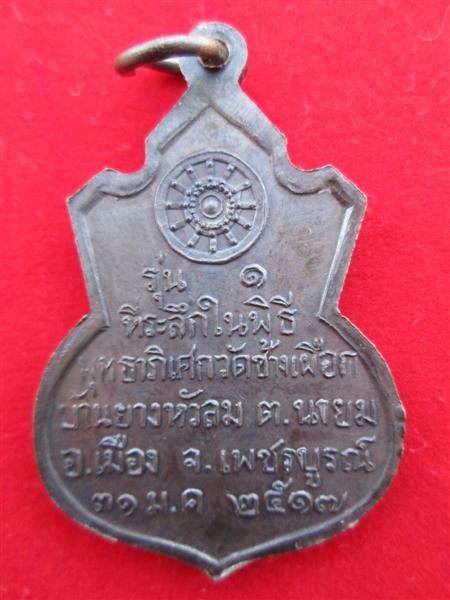 รุ่น ๑
ที่ระลึกในพิธี
พุทธาภิเศกวัดช้างเผือก
บ้านยางหัวลม ต.นายม
อ.เมือง จ.เพชรบูรณ์
๓๑ ม.ค ๒๕๑๗